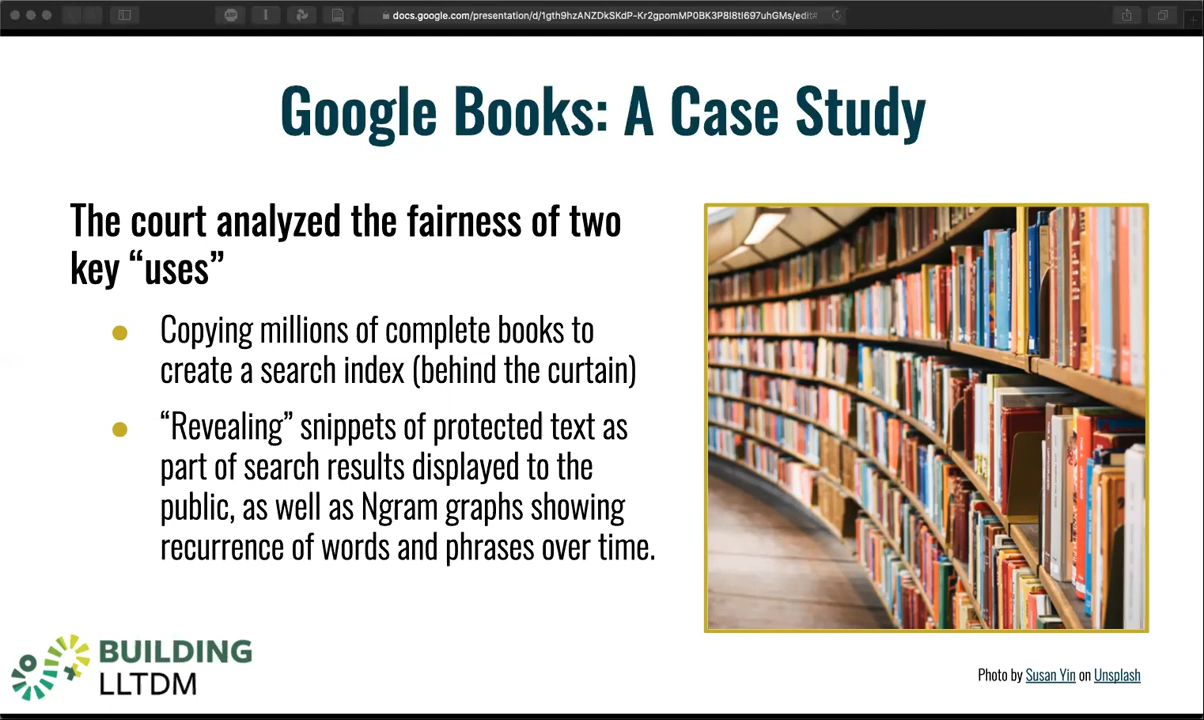 docs.google.com/presentation/d/1gth9hzANZDkSKdP-Kr2gpomMP0BK3P8I8tI697uhGMs/edit#
Google Books: A Case Study
The court analyzed the fairness of two
key “uses”
● Copying millions of complete books to
create a search index (behind the curtain)
● “Revealing” snippets of protected text as
part of search results displayed to the
public, as well as Ngram graphs showing
recurrence of words and phrases over time.
BUILDING
LLTDM
Photo by Susan Yin on Unsplash